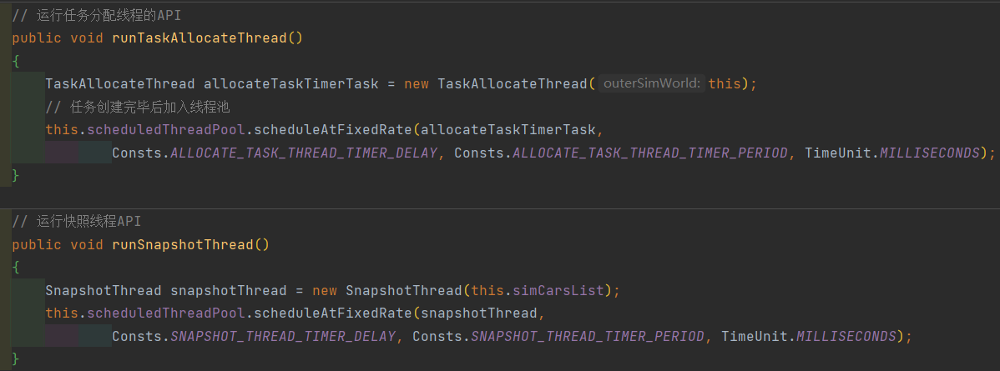 // 运行任务分配线程的API
public void runTaskAllocateThread()
{
TaskAllocateThread allocateTaskTimerTask = new TaskAllocateThread( outerSimWorld: this);
// 任务创建完毕后加入线程池
this.scheduledThreadPool.scheduleAtFixedRate(allocateTaskTimerTask,
Consts.ALLOCATE_TASK_THREAD_TIMER_DELAY, Consts.ALLOCATE_TASK_THREAD_TIMER_PERIOD, TimeUnit.MILLISECONDS);
}
// 运行快照线程API
public void runSnapshotThread()
{
SnapshotThread snapshotThread = new SnapshotThread(this.simCarsList);
this.scheduledThreadPool.scheduleAtFixedRate(snapshotThread,
Consts.SNAPSHOT_THREAD_TIMER_DELAY, Consts.SNAPSHOT_THREAD_TIMER_PERIOD, TimeUnit.MILLISECONDS);
}